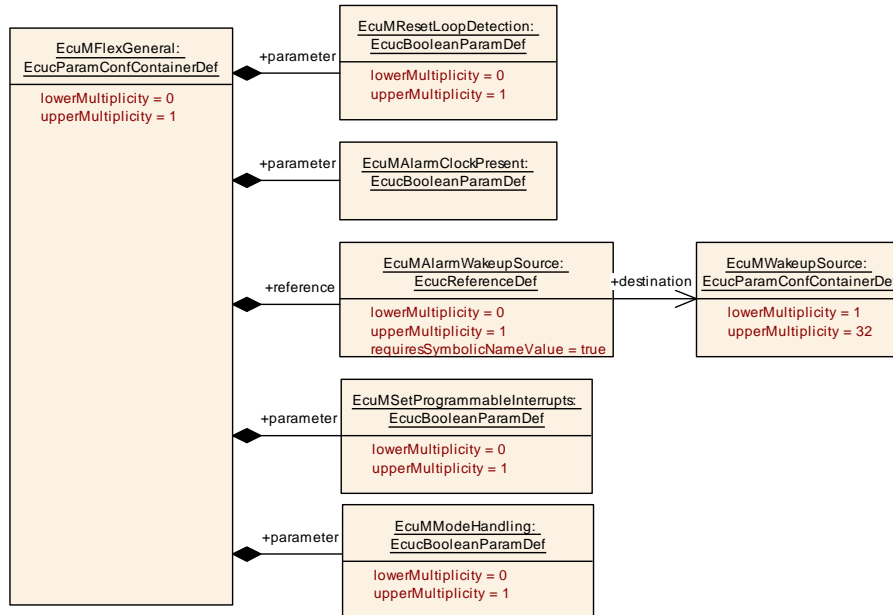 EcuMFlexGeneral:
EcucParamConfContainerDef
lowerMultiplicity = 0
upperMultiplicity = 1
+parameter
EcuMResetLoopDetection:
EcucBooleanParamDef
lowerMultiplicity = 0
upperMultiplicity = 1
+parameter
EcuMAlarmClockPresent:
EcucBooleanParamDef
+reference
EcuMAlarmWakeupSource:
EcucReferenceDef
lowerMultiplicity = 0
upperMultiplicity = 1
requiresSymbolicNameValue = true
+destination
EcuMWakeupSource:
EcucParamConfContainerDef
lowerMultiplicity = 1
upperMultiplicity = 32
+parameter
EcuMSetProgrammableInterrupts:
EcucBooleanParamDef
lowerMultiplicity = 0
upperMultiplicity = 1
+parameter
EcuMModeHandling:
EcucBooleanParamDef
lowerMultiplicity = 0
upperMultiplicity = 1